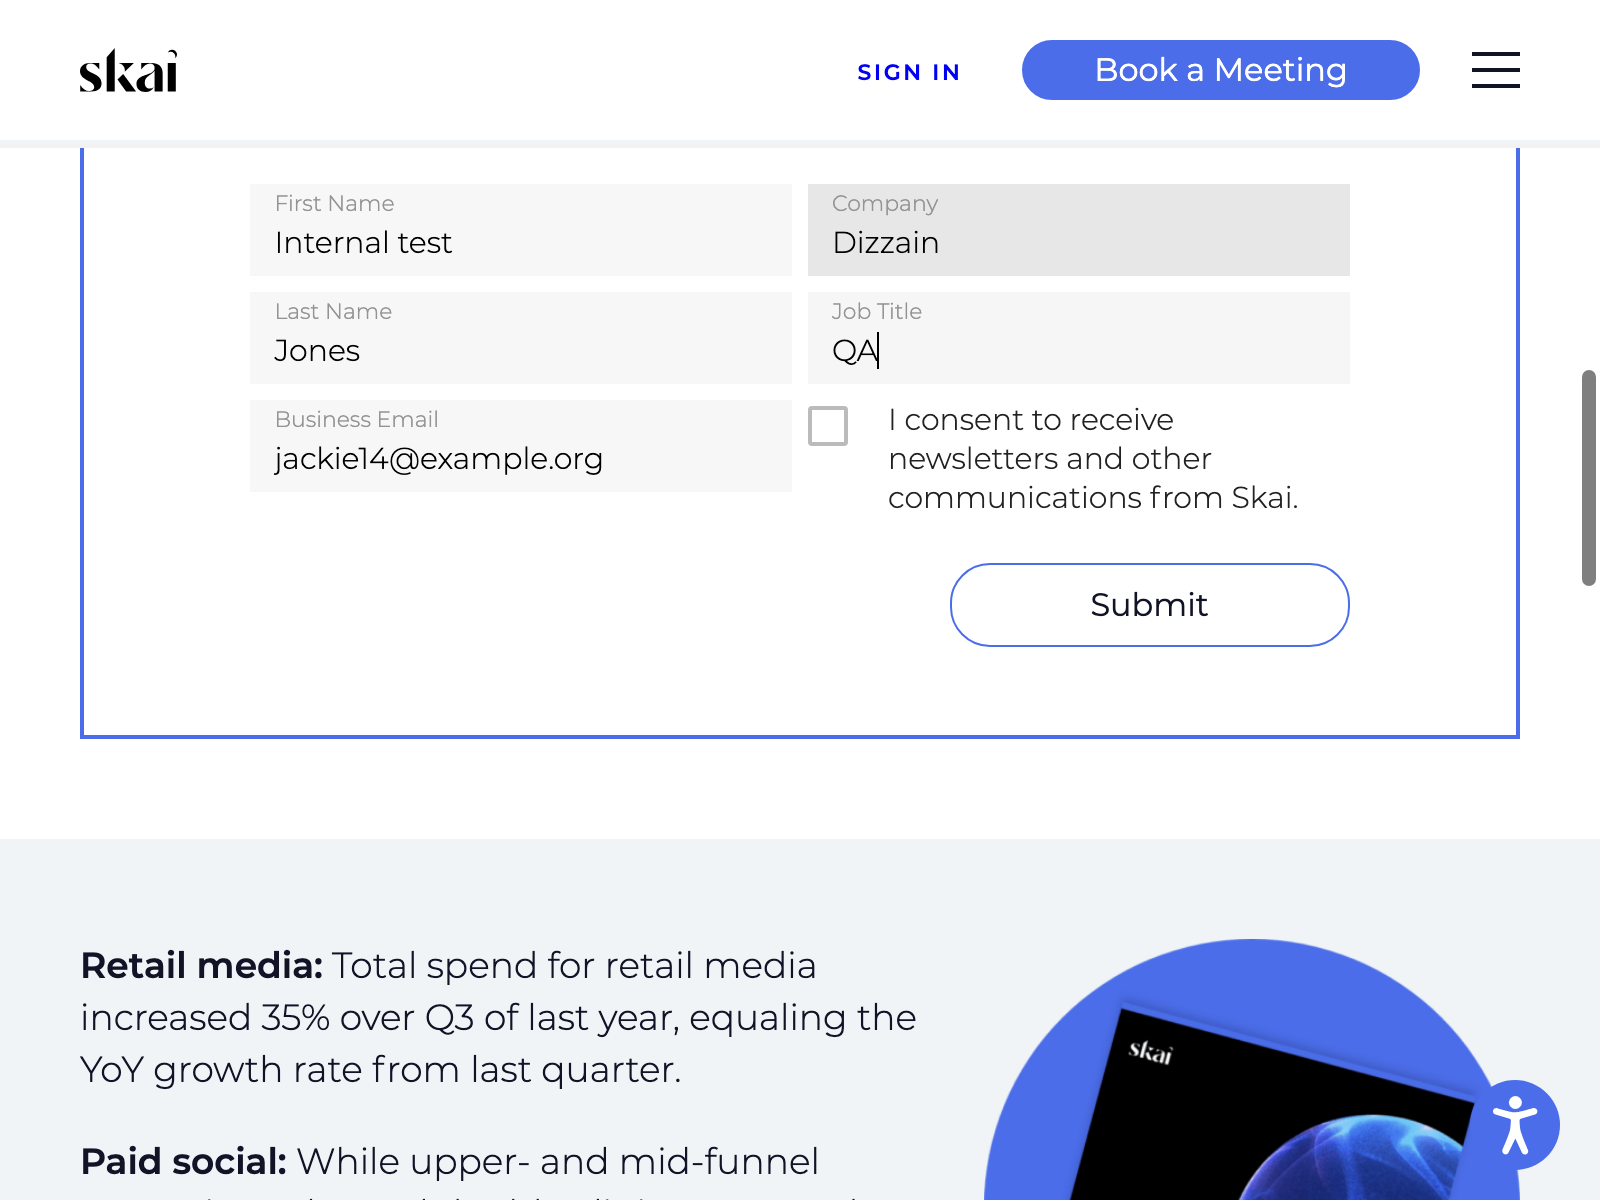 skai
SIGN IN
Book a Meeting
First Name
Internal test
Company
Dizzain
Last Name
Jones
Job Title
QA
Business Email
jackie14@example.org
I consent to receive
newsletters and other
communications from Skai.
Submit
Retail media: Total spend for retail media
increased 35% over Q3 of last year, equaling the
YoY growth rate from last quarter.
Paid social: While upper- and mid-funnel
skai